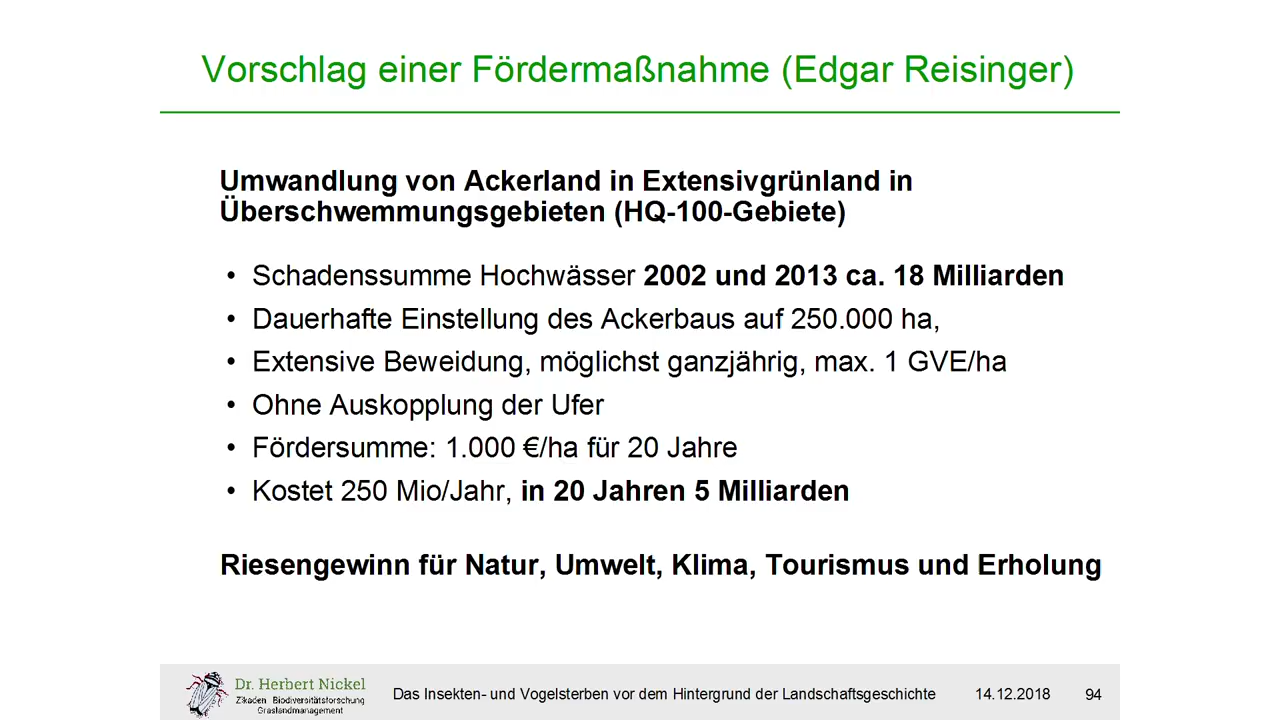 Vorschlag einer Fördermaßnahme (Edgar Reisinger)
Umwandlung von Ackerland in Extensivgrünland in
Überschwemmungsgebieten (HQ-100-Gebiete)
• Schadenssumme Hochwässer 2002 und 2013 ca. 18 Milliarden
• Dauerhafte Einstellung des Ackerbaus auf 250.000 ha,
• Extensive Beweidung, möglichst ganzjährig, max. 1 GVE/ha
• Ohne Auskopplung der Ufer
• Fördersumme: 1.000 €/ha für 20 Jahre
• Kostet 250 Mio/Jahr, in 20 Jahren 5 Milliarden
Riesengewinn für Natur, Umwelt, Klima, Tourismus und Erholung
Dr. Herbert Nickel
Zikaden Biodiversitätsforschung
Graslandmanagement
Das Insekten- und Vogelsterben vor dem Hintergrund der Landschaftsgeschichte 14.12.2018 94